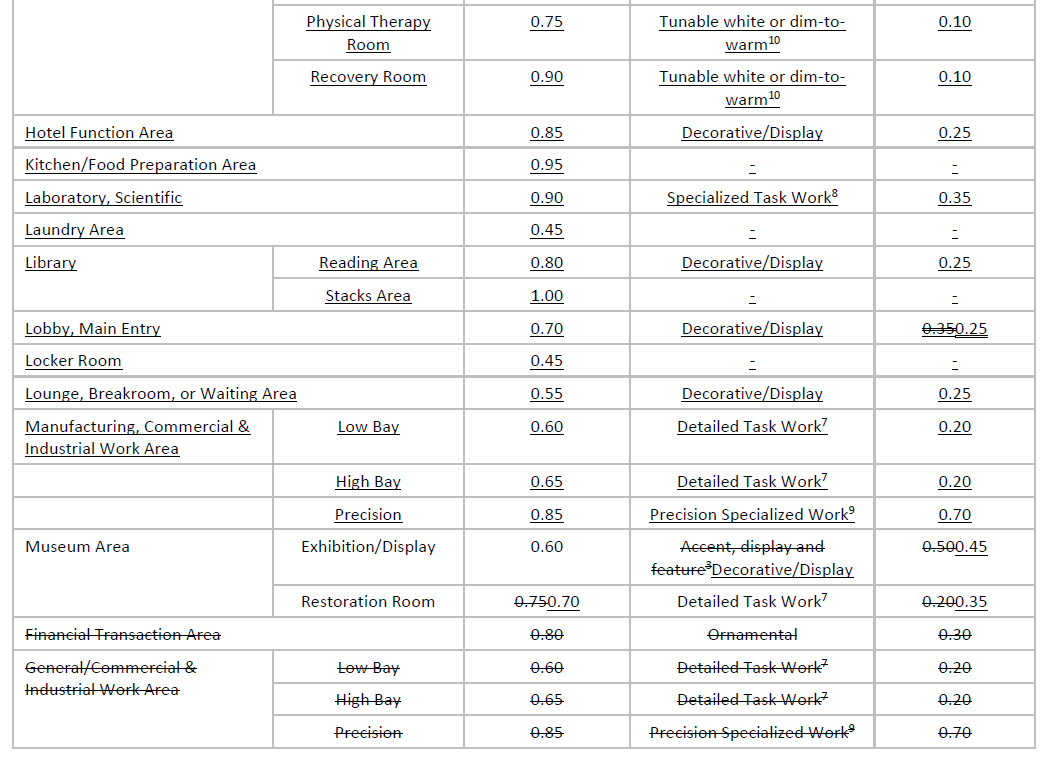 Physical Therapy 0.75 Tunable white or dim-to- 0.10
Room warm10
Recovery Room 0.90 Tunable white or dim-to- 0.10
warm10
Hotel Function Area 0.85 Decorative/Display 0.25
Kitchen/Food Preparation Area 0.95 - -
Laboratory, Scientific 0.90 Specialized Task Work8 0.35
Laundry Area 0.45 - -
Library Reading Area 0.80 Decorative/Display 0.25
Stacks Area 1.00 - -
Lobby, Main Entry 0.70 Decorative/Display 0.350.25
Locker Room 0.45 - -
Lounge, Breakroom, or Waiting Area 0.55 Decorative/Display 0.25
Manufacturing, Commercial & Low Bay 0.60 Detailed Task Work7 0.20
Industrial Work Area
High Bay 0.65 Detailed Task Work7 0.20
Precision 0.85 Precision Specialized Work9 0.70
Museum Area Exhibition/Display 0.60 Accent, display and 0.500.45
feature3Decorative/Display
Restoration Room 0.750.70 Detailed Task Work7 0.200.35
Financial Transaction Area 0.80 Ornamental 0.30
General/Commercial & Low Bay 0.60 Detailed Task Work7 0.20
Industrial Work Area
High Bay 0.65 Detailed Task Work7 0.20
Precision 0.85 Precision Specialized Work9 0.70